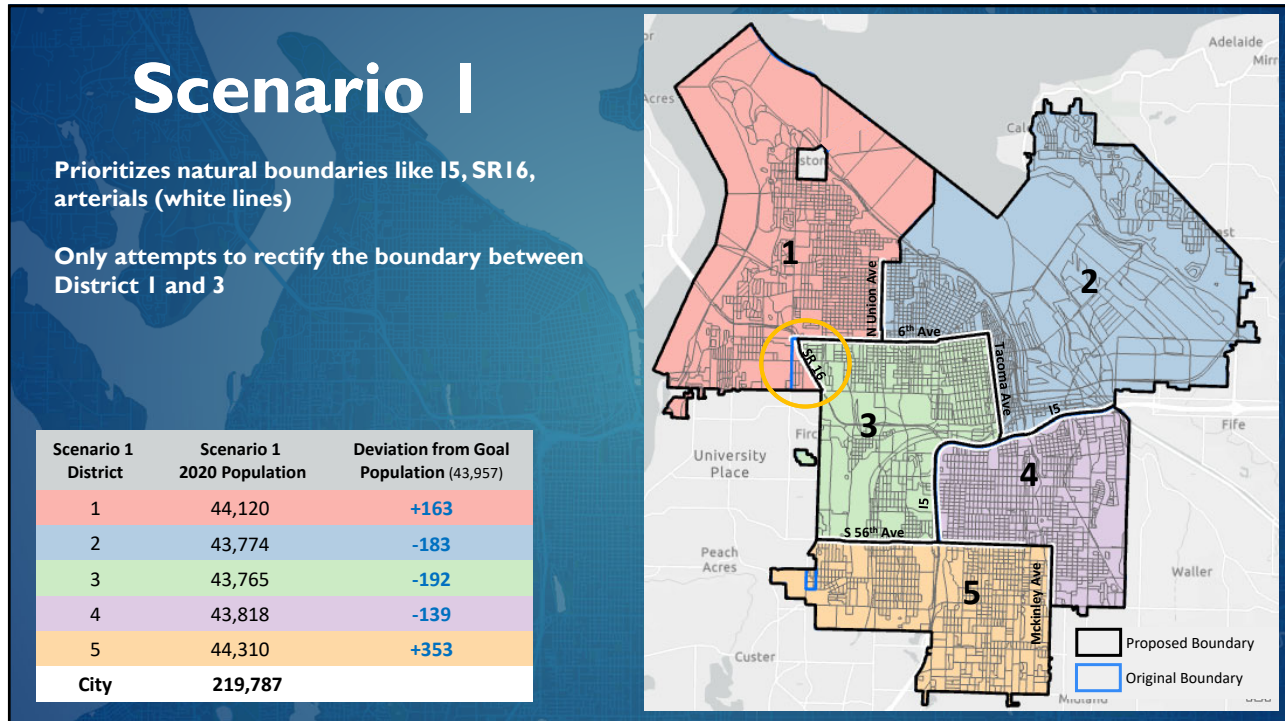 Scenario 1
Prioritizes natural boundaries like I5, SR16,
arterials (white lines)
Only attempts to rectify the boundary between
District 1 and 3
Scenario 1
District
Scenario 1
2020 Population
Deviation from Goal
Population (43,957)
1 44,120 +163
2 43,774 -183
3 43,765 -192
4 43,818 -139
5 44,310 +353
City 219,787
Adelaide
Acres
1
2
3
4
5
N Union Ave
6th Ave
SR 16
Tacoma Ave
I5
I5
S 56th Ave
Mckinley Ave
Fife
University
Place
Peach
Acres
Waller
Custer
Midland
Proposed Boundary
Original Boundary